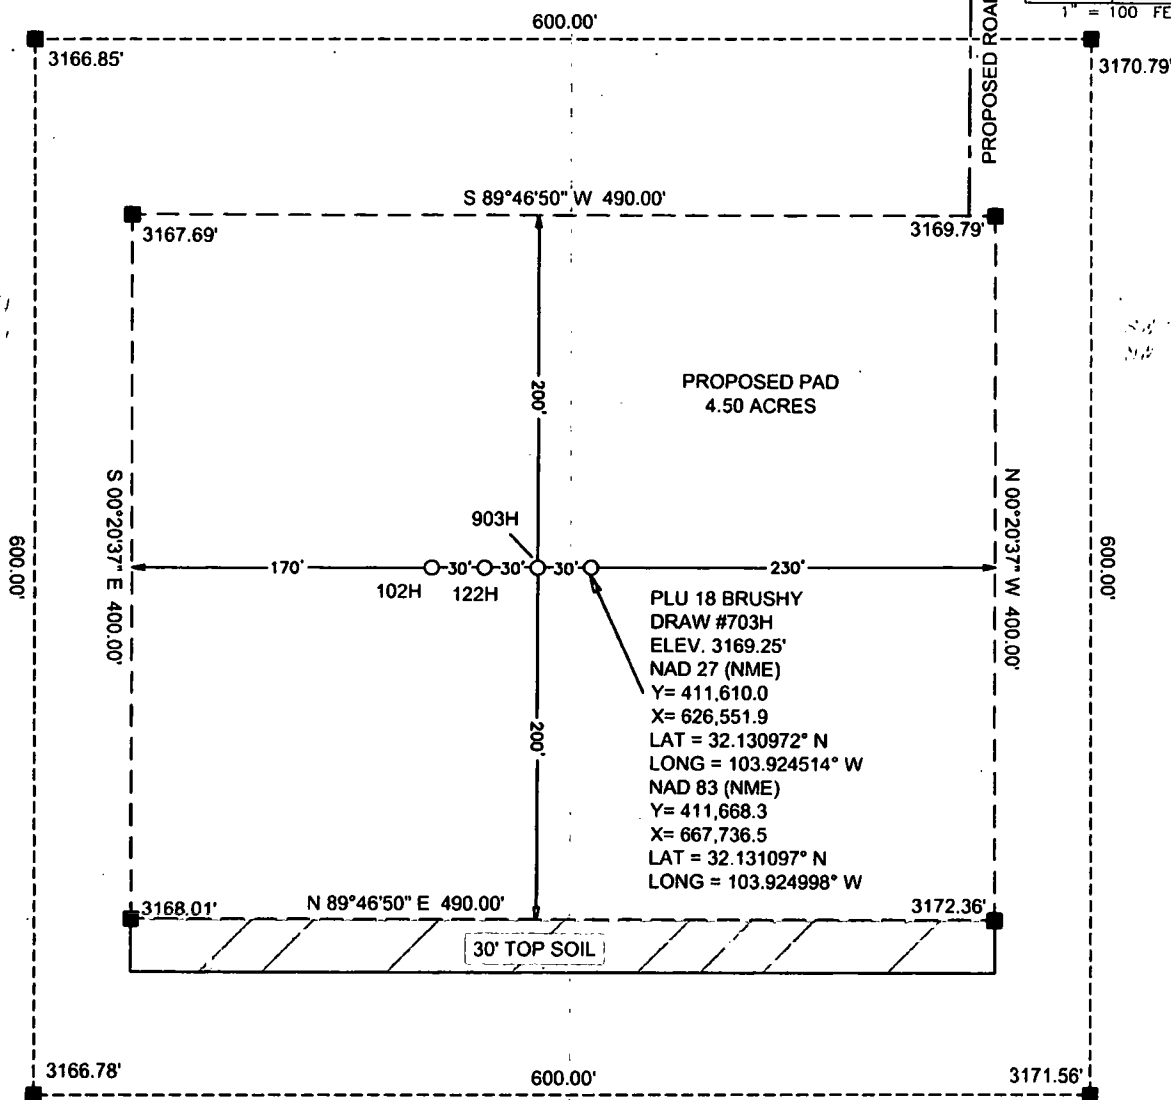 1" = 100 FE
600.00'
3166.85'
3170.79'
PROPOSED ROAD
S 89°46'50" W 490.00'
3167.69'
3169.79'
200'
PROPOSED PAD
4.50 ACRES
S 00°20'37" E 400.00'
N 00°20'37" W 400.00'
600.00'
600.00'
903H
170'
30'
30'
30'
230'
102H
122H
PLU 18 BRUSHY
DRAW #703H
ELEV. 3169.25'
NAD 27 (NME)
Y= 411,610.0
X= 626,551.9
LAT = 32.130972° N
LONG = 103.924514° W
NAD 83 (NME)
Y= 411,668.3
X= 667,736.5
LAT = 32.131097° N
LONG = 103.924998° W
200'
3168.01'
N 89°46'50" E 490.00'
3172.36'
30' TOP SOIL
3166.78'
600.00'
3171.56'